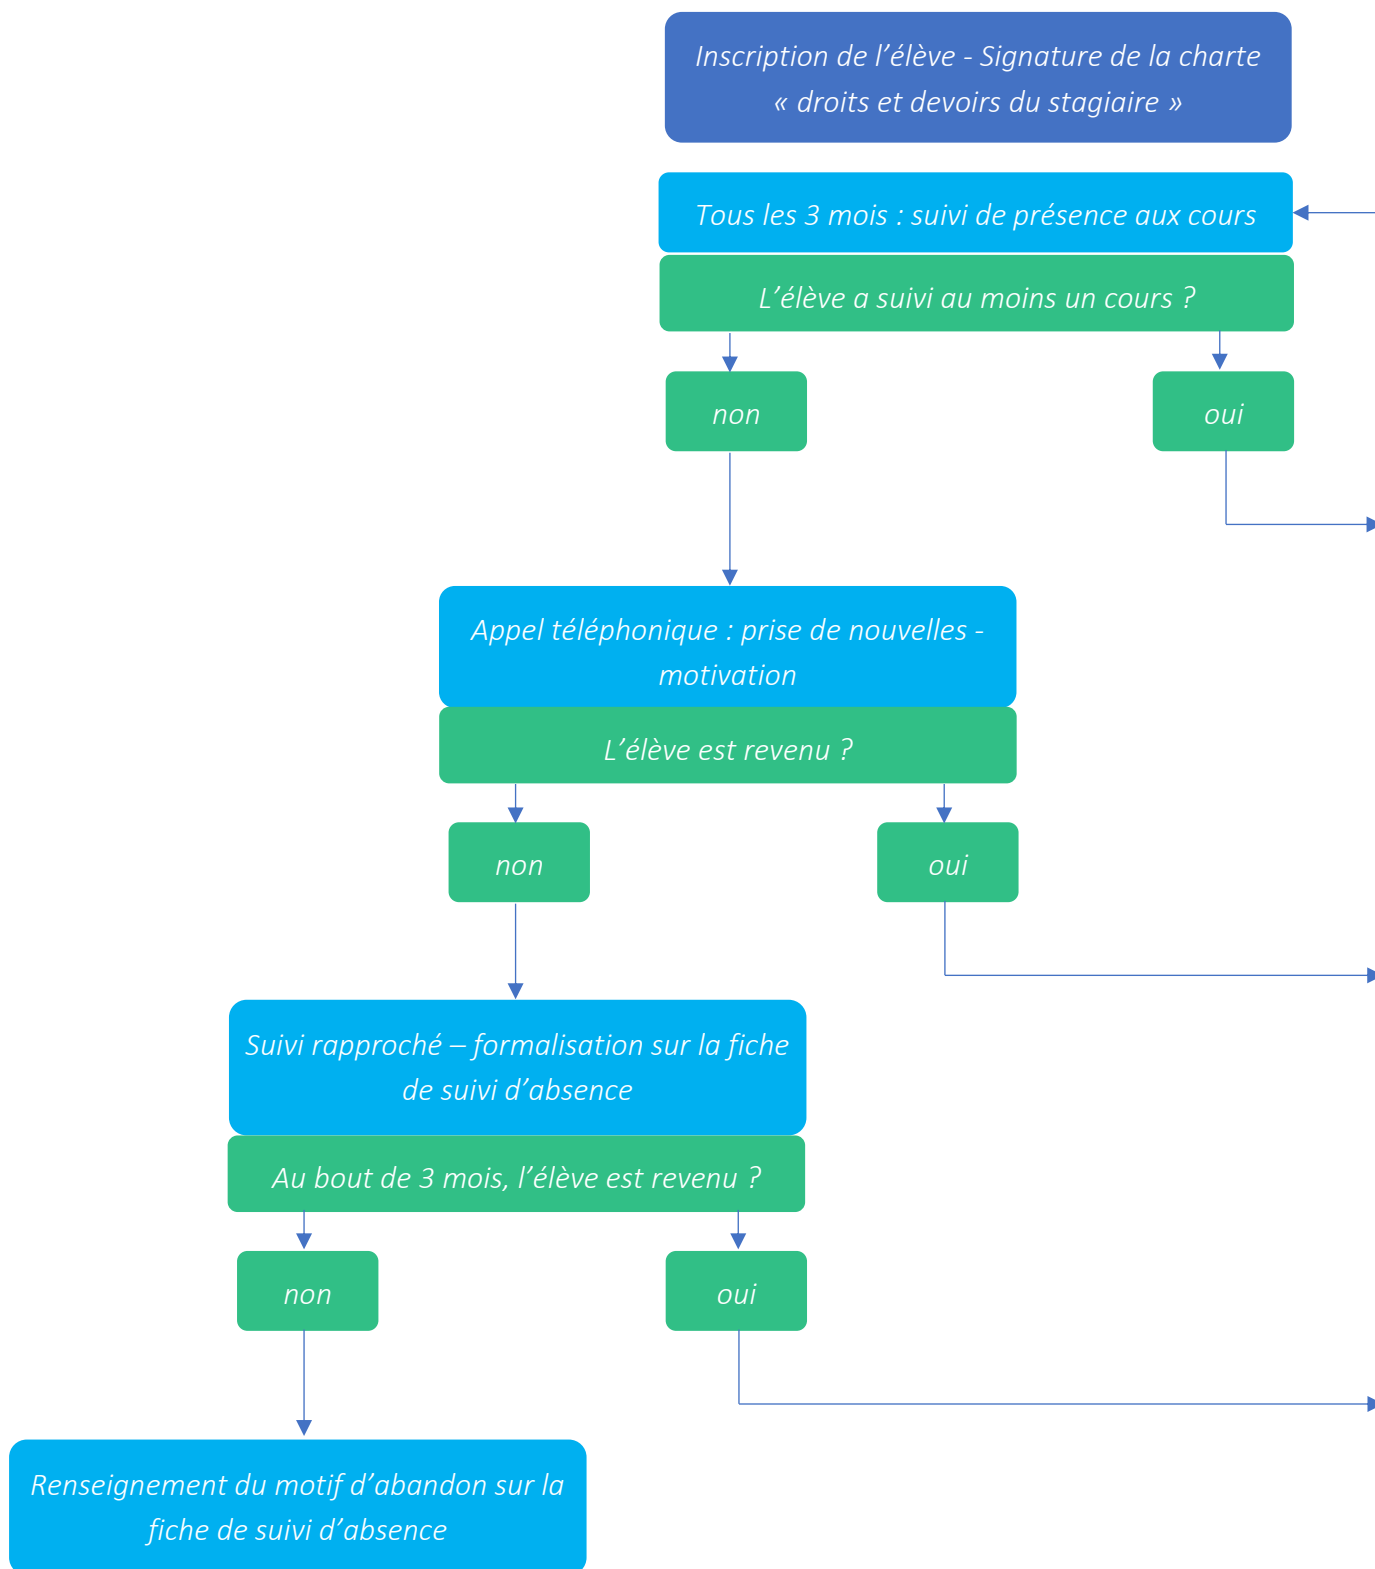 Inscription de l’élève - Signature de la charte
« droits et devoirs du stagiaire »
Tous les 3 mois : suivi de présence aux cours
L’élève a suivi au moins un cours ?
non
oui
Appel téléphonique : prise de nouvelles -
motivation
L’élève est revenu ?
non
oui
Suivi rapproché – formalisation sur la fiche
de suivi d’absence
Au bout de 3 mois, l’élève est revenu ?
non
oui
Renseignement du motif d’abandon sur la
fiche de suivi d’absence